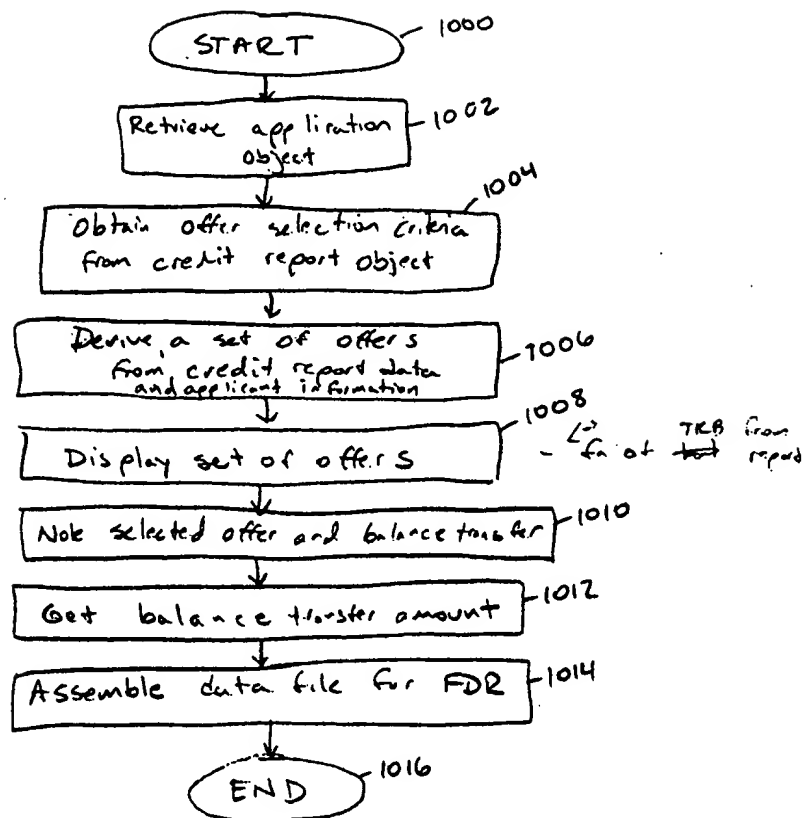 START
1000
Retrieve application
object
1002
1004
Obtain offer selection criteria
from credit report object
Derive a set of offers
from credit report data
and applicant information
1006
1008
Display set of offers
TRB from
of report
Note selected offer and balance transfer
1010
Get balance transfer amount
1012
Assemble data file for FDR
1014
END
1016